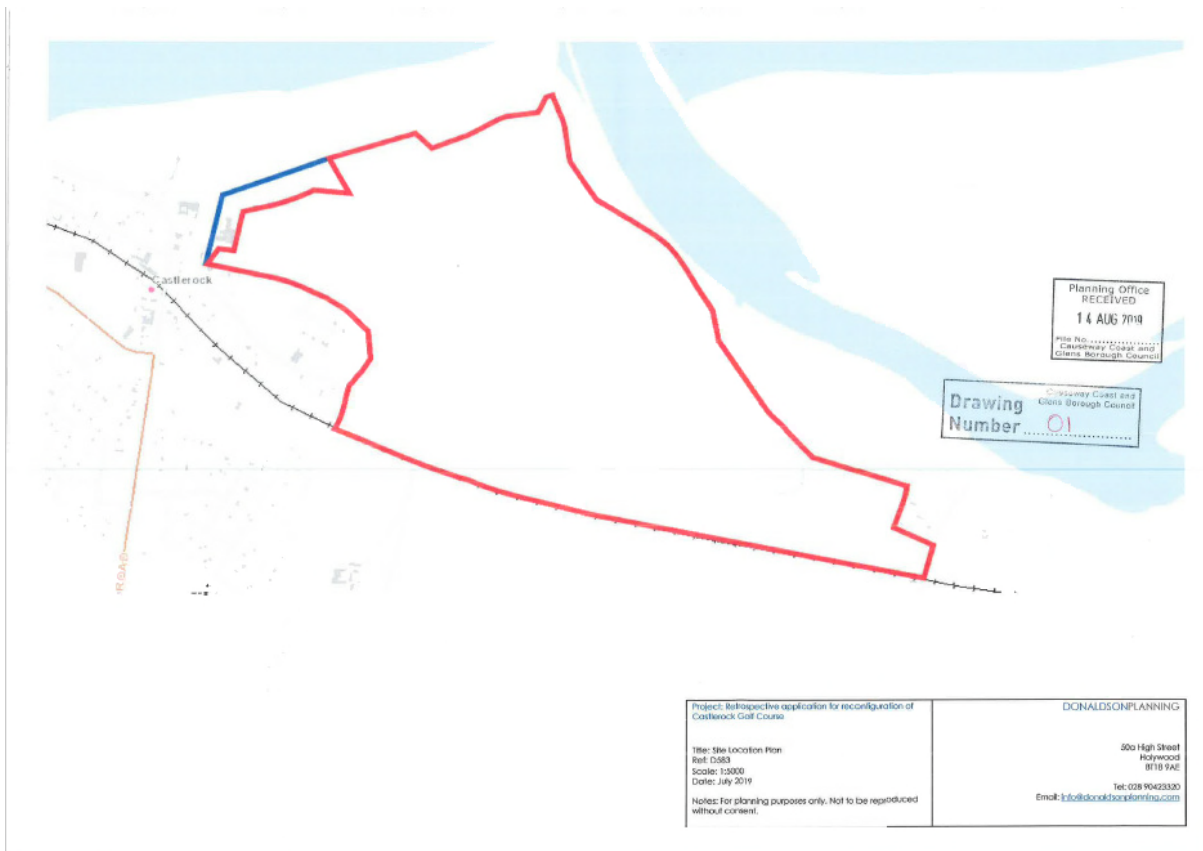 Castlerock
ROAD
Planning Office
RECEIVED
14 AUG 2019
File No...............
Causeway Coast and
Glens Borough Council
Causeway Coast and
Glens Borough Council
Drawing
Number ...01...............
Project: Retrospective application for reconfiguration of
Castlerock Golf Course
Title: Site Location Plan
Ref: D583
Scale: 1:5000
Date: July 2019
Notes: For planning purposes only. Not to be reproduced
without consent.
DONALDSONPLANNING
50a High Street
Holywood
BT18 9AE
Tel: 028 90423320
Email: info@donaldsonplanning.com